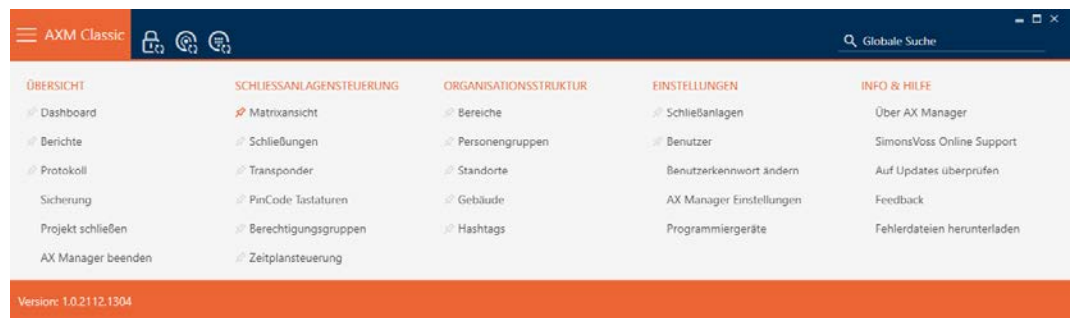 AXM Classic
Globale Suche
ÜBERSICHT
Dashboard
Berichte
Protokoll
Sicherung
Projekt schließen
AX Manager beenden
SCHLIESSANLAGENSTEUERUNG
Matrixansicht
Schließungen
Transponder
PinCode Tastaturen
Berechtigungsgruppen
Zeitplansteuerung
ORGANISATIONSSTRUKTUR
Bereiche
Personengruppen
Standorte
Gebäude
Hashtags
EINSTELLUNGEN
Schließanlagen
Benutzer
Benutzerkennwort ändern
AX Manager Einstellungen
Programmiergeräte
INFO & HILFE
Über AX Manager
SimonsVoss Online Support
Auf Updates überprüfen
Feedback
Fehlerdateien herunterladen
Version: 1.0.2112.1304